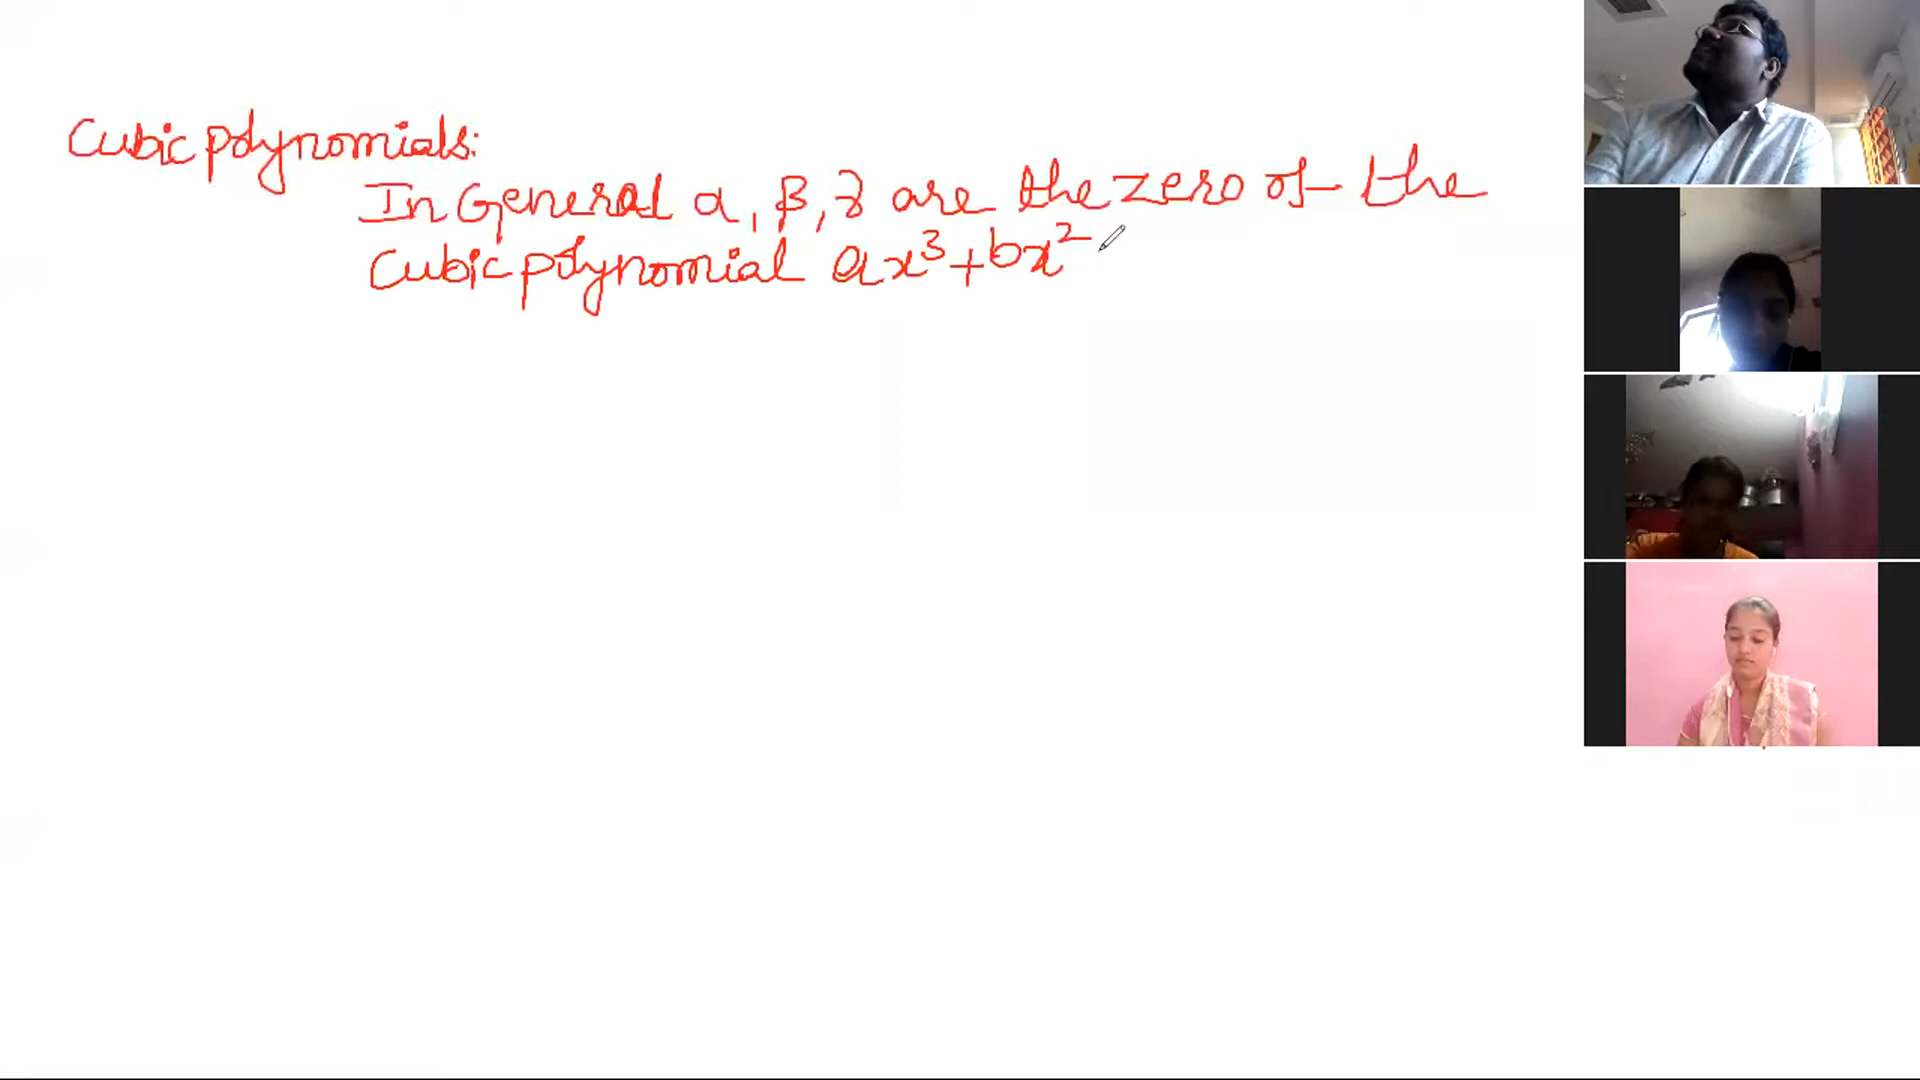 Cubic polynomials:
In General α, β, γ are the zero of the
Cubic polynomial ax³+bx²